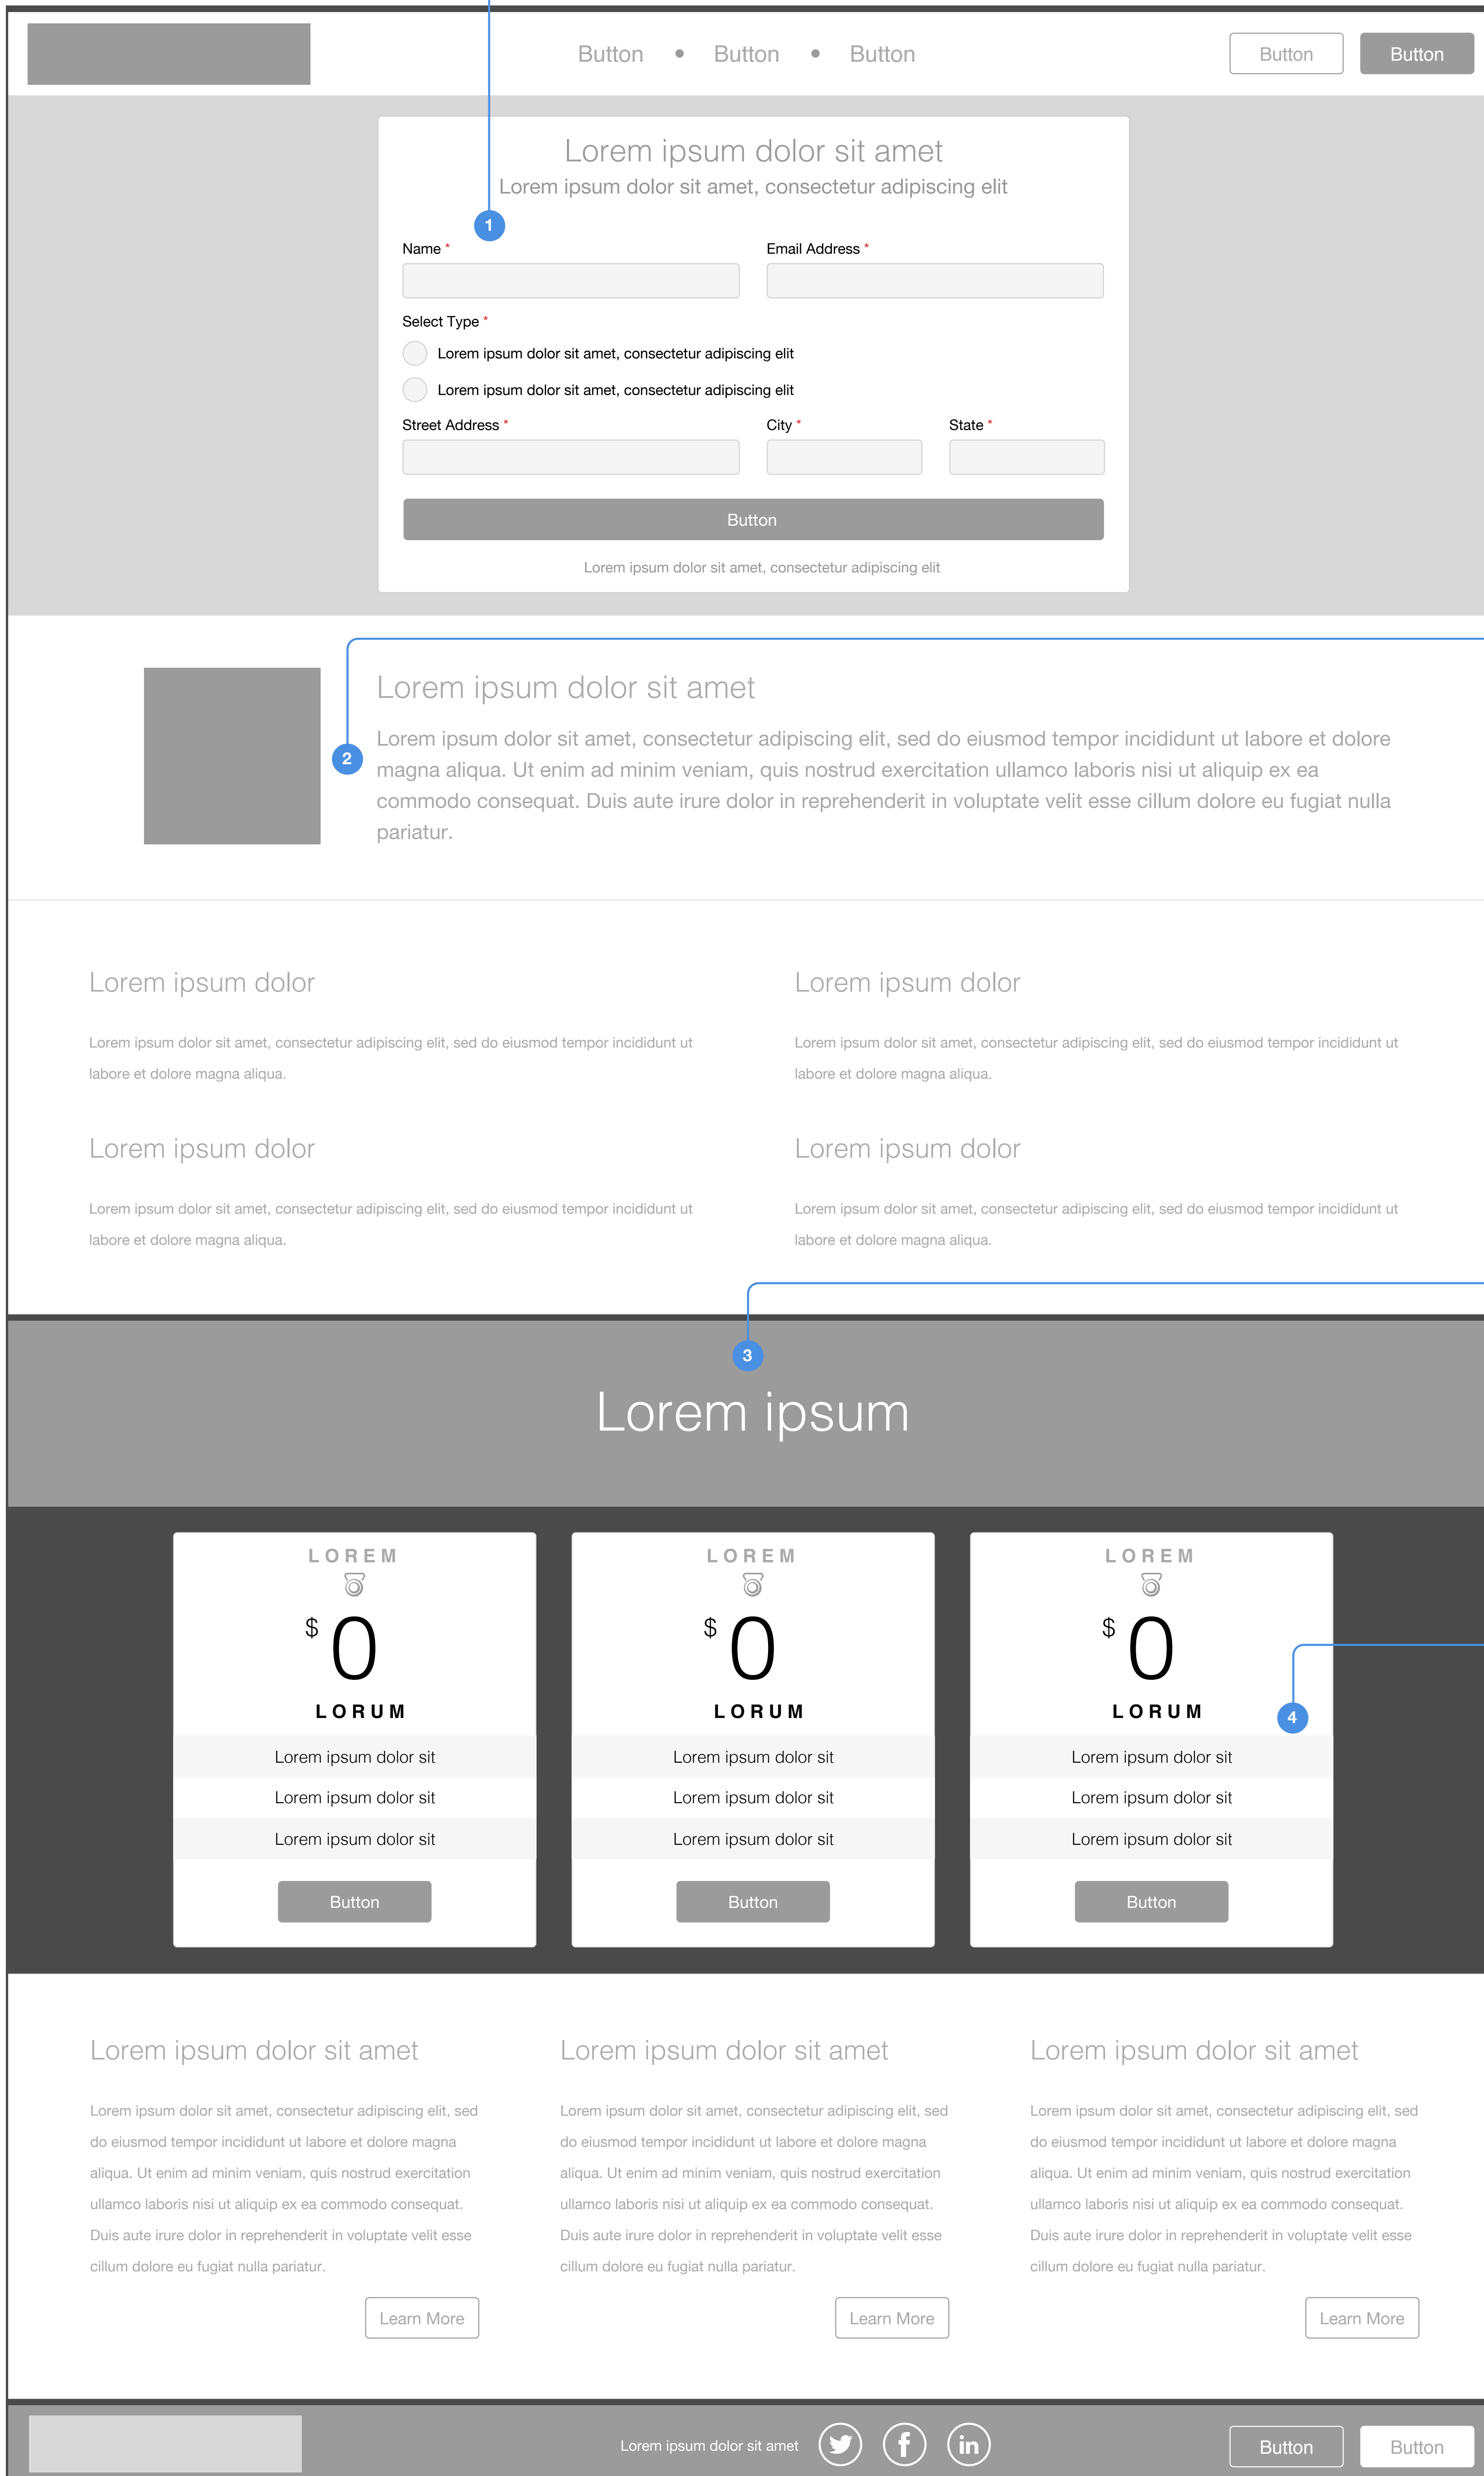 Button • Button • Button
Button Button
Lorem ipsum dolor sit amet
Lorem ipsum dolor sit amet, consectetur adipiscing elit
1
Name * Email Address *
Select Type *
Lorem ipsum dolor sit amet, consectetur adipiscing elit
Lorem ipsum dolor sit amet, consectetur adipiscing elit
Street Address * City * State *
Button
Lorem ipsum dolor sit amet, consectetur adipiscing elit
2
Lorem ipsum dolor sit amet
Lorem ipsum dolor sit amet, consectetur adipiscing elit, sed do eiusmod tempor incididunt ut labore et dolore
magna aliqua. Ut enim ad minim veniam, quis nostrud exercitation ullamco laboris nisi ut aliquip ex ea
commodo consequat. Duis aute irure dolor in reprehenderit in voluptate velit esse cillum dolore eu fugiat nulla
pariatur.
Lorem ipsum dolor
Lorem ipsum dolor sit amet, consectetur adipiscing elit, sed do eiusmod tempor incididunt ut
labore et dolore magna aliqua.
Lorem ipsum dolor
Lorem ipsum dolor sit amet, consectetur adipiscing elit, sed do eiusmod tempor incididunt ut
labore et dolore magna aliqua.
Lorem ipsum dolor
Lorem ipsum dolor sit amet, consectetur adipiscing elit, sed do eiusmod tempor incididunt ut
labore et dolore magna aliqua.
Lorem ipsum dolor
Lorem ipsum dolor sit amet, consectetur adipiscing elit, sed do eiusmod tempor incididunt ut
labore et dolore magna aliqua.
3
Lorem ipsum
LOREM
$ 0
LORUM
Lorem ipsum dolor sit
Lorem ipsum dolor sit
Lorem ipsum dolor sit
Button
LOREM
$ 0
LORUM
Lorem ipsum dolor sit
Lorem ipsum dolor sit
Lorem ipsum dolor sit
Button
LOREM
$ 0
LORUM
4
Lorem ipsum dolor sit
Lorem ipsum dolor sit
Lorem ipsum dolor sit
Button
Lorem ipsum dolor sit amet
Lorem ipsum dolor sit amet, consectetur adipiscing elit, sed
do eiusmod tempor incididunt ut labore et dolore magna
aliqua. Ut enim ad minim veniam, quis nostrud exercitation
ullamco laboris nisi ut aliquip ex ea commodo consequat.
Duis aute irure dolor in reprehenderit in voluptate velit esse
cillum dolore eu fugiat nulla pariatur.
Learn More
Lorem ipsum dolor sit amet
Lorem ipsum dolor sit amet, consectetur adipiscing elit, sed
do eiusmod tempor incididunt ut labore et dolore magna
aliqua. Ut enim ad minim veniam, quis nostrud exercitation
ullamco laboris nisi ut aliquip ex ea commodo consequat.
Duis aute irure dolor in reprehenderit in voluptate velit esse
cillum dolore eu fugiat nulla pariatur.
Learn More
Lorem ipsum dolor sit amet
Lorem ipsum dolor sit amet, consectetur adipiscing elit, sed
do eiusmod tempor incididunt ut labore et dolore magna
aliqua. Ut enim ad minim veniam, quis nostrud exercitation
ullamco laboris nisi ut aliquip ex ea commodo consequat.
Duis aute irure dolor in reprehenderit in voluptate velit esse
cillum dolore eu fugiat nulla pariatur.
Learn More
Lorem ipsum dolor sit amet f in
Button Button